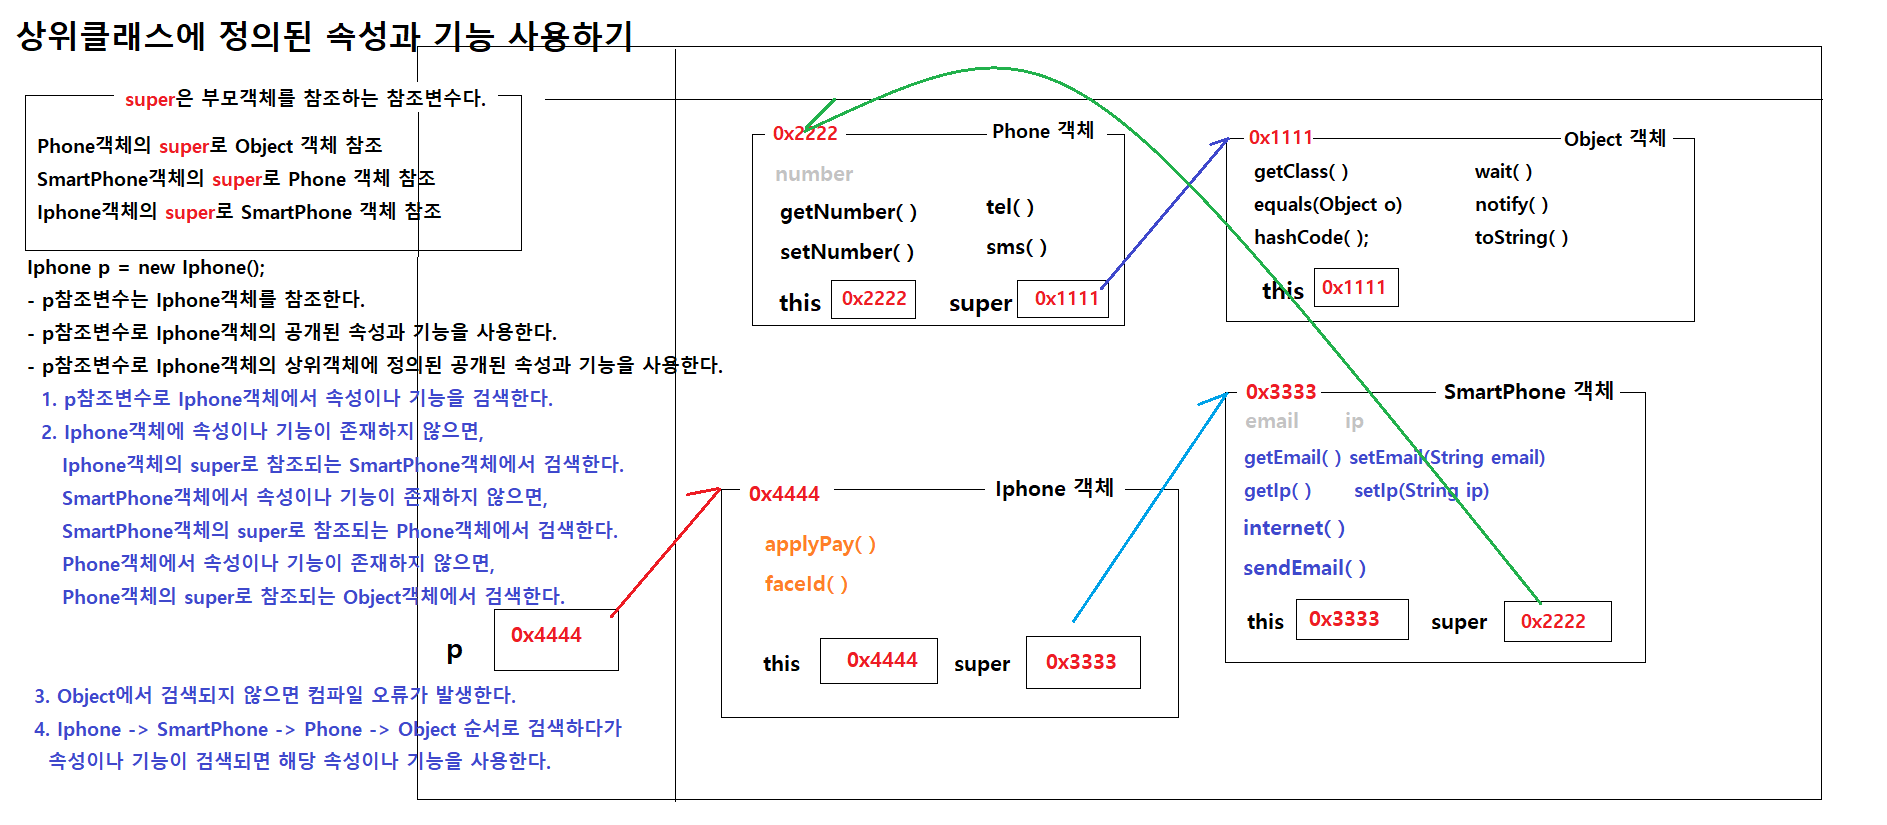 상위클래스에 정의된 속성과 기능 사용하기
super은 부모객체를 참조하는 참조변수다.
Phone객체의 super로 Object 객체 참조
SmartPhone객체의 super로 Phone 객체 참조
Iphone객체의 super로 SmartPhone 객체 참조
Iphone p = new Iphone();
- p참조변수는 Iphone객체를 참조한다.
- p참조변수로 Iphone객체의 공개된 속성과 기능을 사용한다.
- p참조변수로 Iphone객체의 상위객체에 정의된 공개된 속성과 기능을 사용한다.
1. p참조변수로 Iphone객체에서 속성이나 기능을 검색한다.
2. Iphone객체에 속성이나 기능이 존재하지 않으면,
Iphone객체의 super로 참조되는 SmartPhone객체에서 검색한다.
SmartPhone객체에서 속성이나 기능이 존재하지 않으면,
SmartPhone객체의 super로 참조되는 Phone객체에서 검색한다.
Phone객체에서 속성이나 기능이 존재하지 않으면,
Phone객체의 super로 참조되는 Object객체에서 검색한다.
p 0x4444
3. Object에서 검색되지 않으면 컴파일 오류가 발생한다.
4. Iphone -> SmartPhone -> Phone -> Object 순서로 검색하다가
속성이나 기능이 검색되면 해당 속성이나 기능을 사용한다.
0x2222 Phone 객체
number
getNumber( ) tel( )
setNumber( ) sms( )
this 0x2222 super 0x1111
0x1111 Object 객체
getClass( ) wait( )
equals(Object o) notify( )
hashCode( ); toString( )
this 0x1111
0x4444 Iphone 객체
applyPay( )
faceId( )
this 0x4444 super 0x3333
0x3333 SmartPhone 객체
email ip
getEmail( ) setEmail(String email)
getIp( ) setIp(String ip)
internet( )
sendEmail( )
this 0x3333 super 0x2222